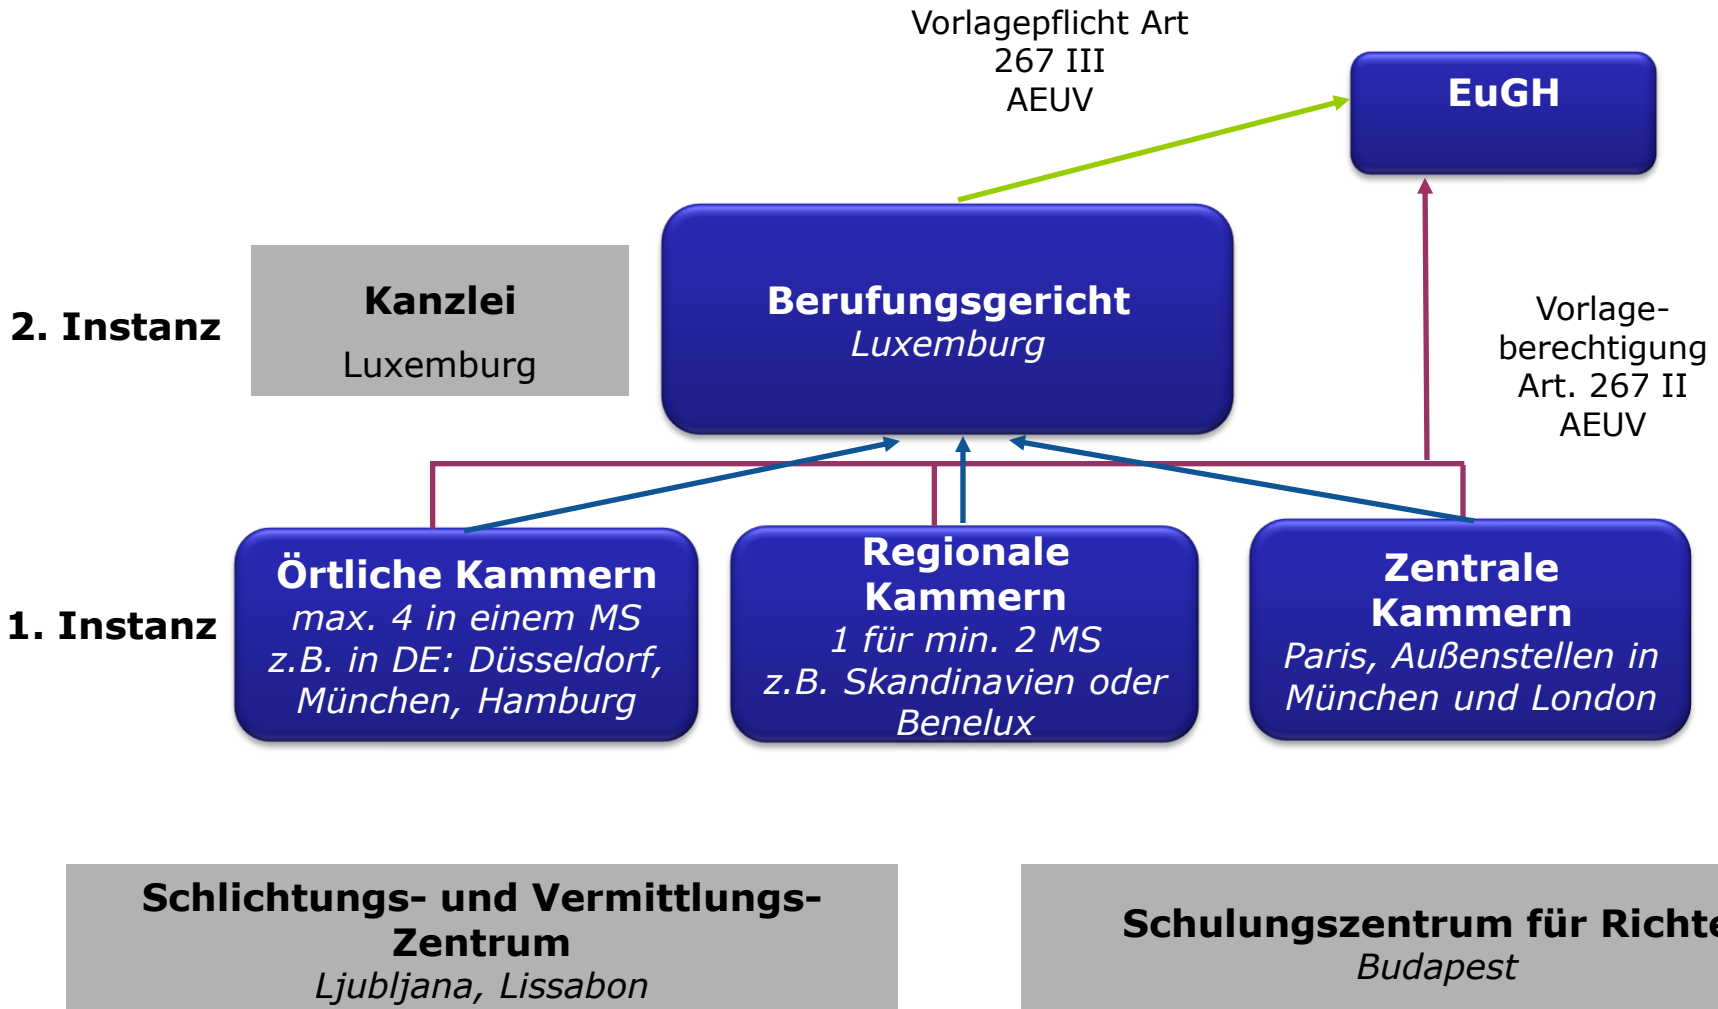 Vorlagepflicht Art
267 III
AEUV
EuGH
2. Instanz
Kanzlei
Luxemburg
Berufungsgericht
Luxemburg
Vorlage-
berechtigung
Art. 267 II
AEUV
1. Instanz
Örtliche Kammern
max. 4 in einem MS
z.B. in DE: Düsseldorf,
München, Hamburg
Regionale
Kammern
1 für min. 2 MS
z.B. Skandinavien oder
Benelux
Zentrale
Kammern
Paris, Außenstellen in
München und London
Schlichtungs- und Vermittlungs-
Zentrum
Ljubljana, Lissabon
Schulungszentrum für Richte
Budapest